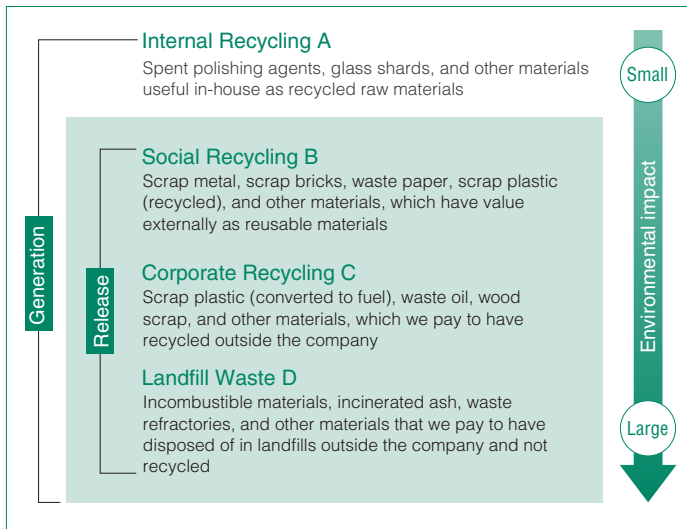 Internal Recycling A
Spent polishing agents, glass shards, and other materials
useful in-house as recycled raw materials
Small
Social Recycling B
Scrap metal, scrap bricks, waste paper, scrap plastic
(recycled), and other materials, which have value
externally as reusable materials
Generation
Release
Environmental impact
Corporate Recycling C
Scrap plastic (converted to fuel), waste oil, wood
scrap, and other materials, which we pay to have
recycled outside the company
Landfill Waste D
Incombustible materials, incinerated ash, waste
refractories, and other materials that we pay to have
disposed of in landfills outside the company and not
recycled
Large